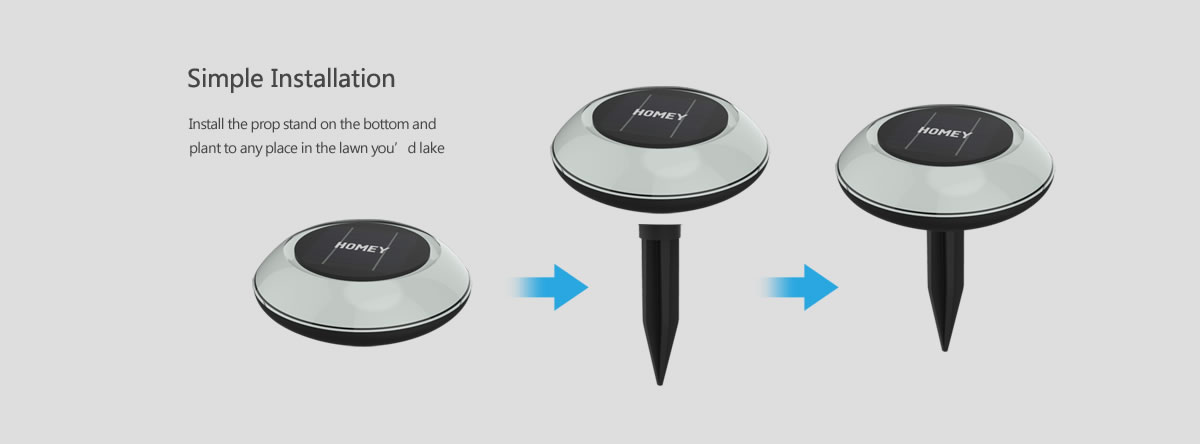 Simple Installation
Install the prop stand on the bottom and
plant to any place in the lawn you’d lake
HOMEY
HOMEY
HOMEY